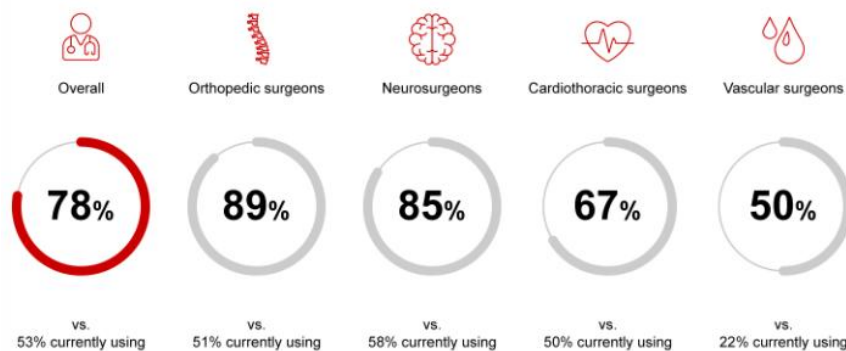 Overall
Orthopedic surgeons
Neurosurgeons
Cardiothoracic surgeons
Vascular surgeons
78%
89%
85%
67%
50%
vs.
53% currently using
vs.
51% currently using
vs.
58% currently using
vs.
50% currently using
vs.
22% currently using